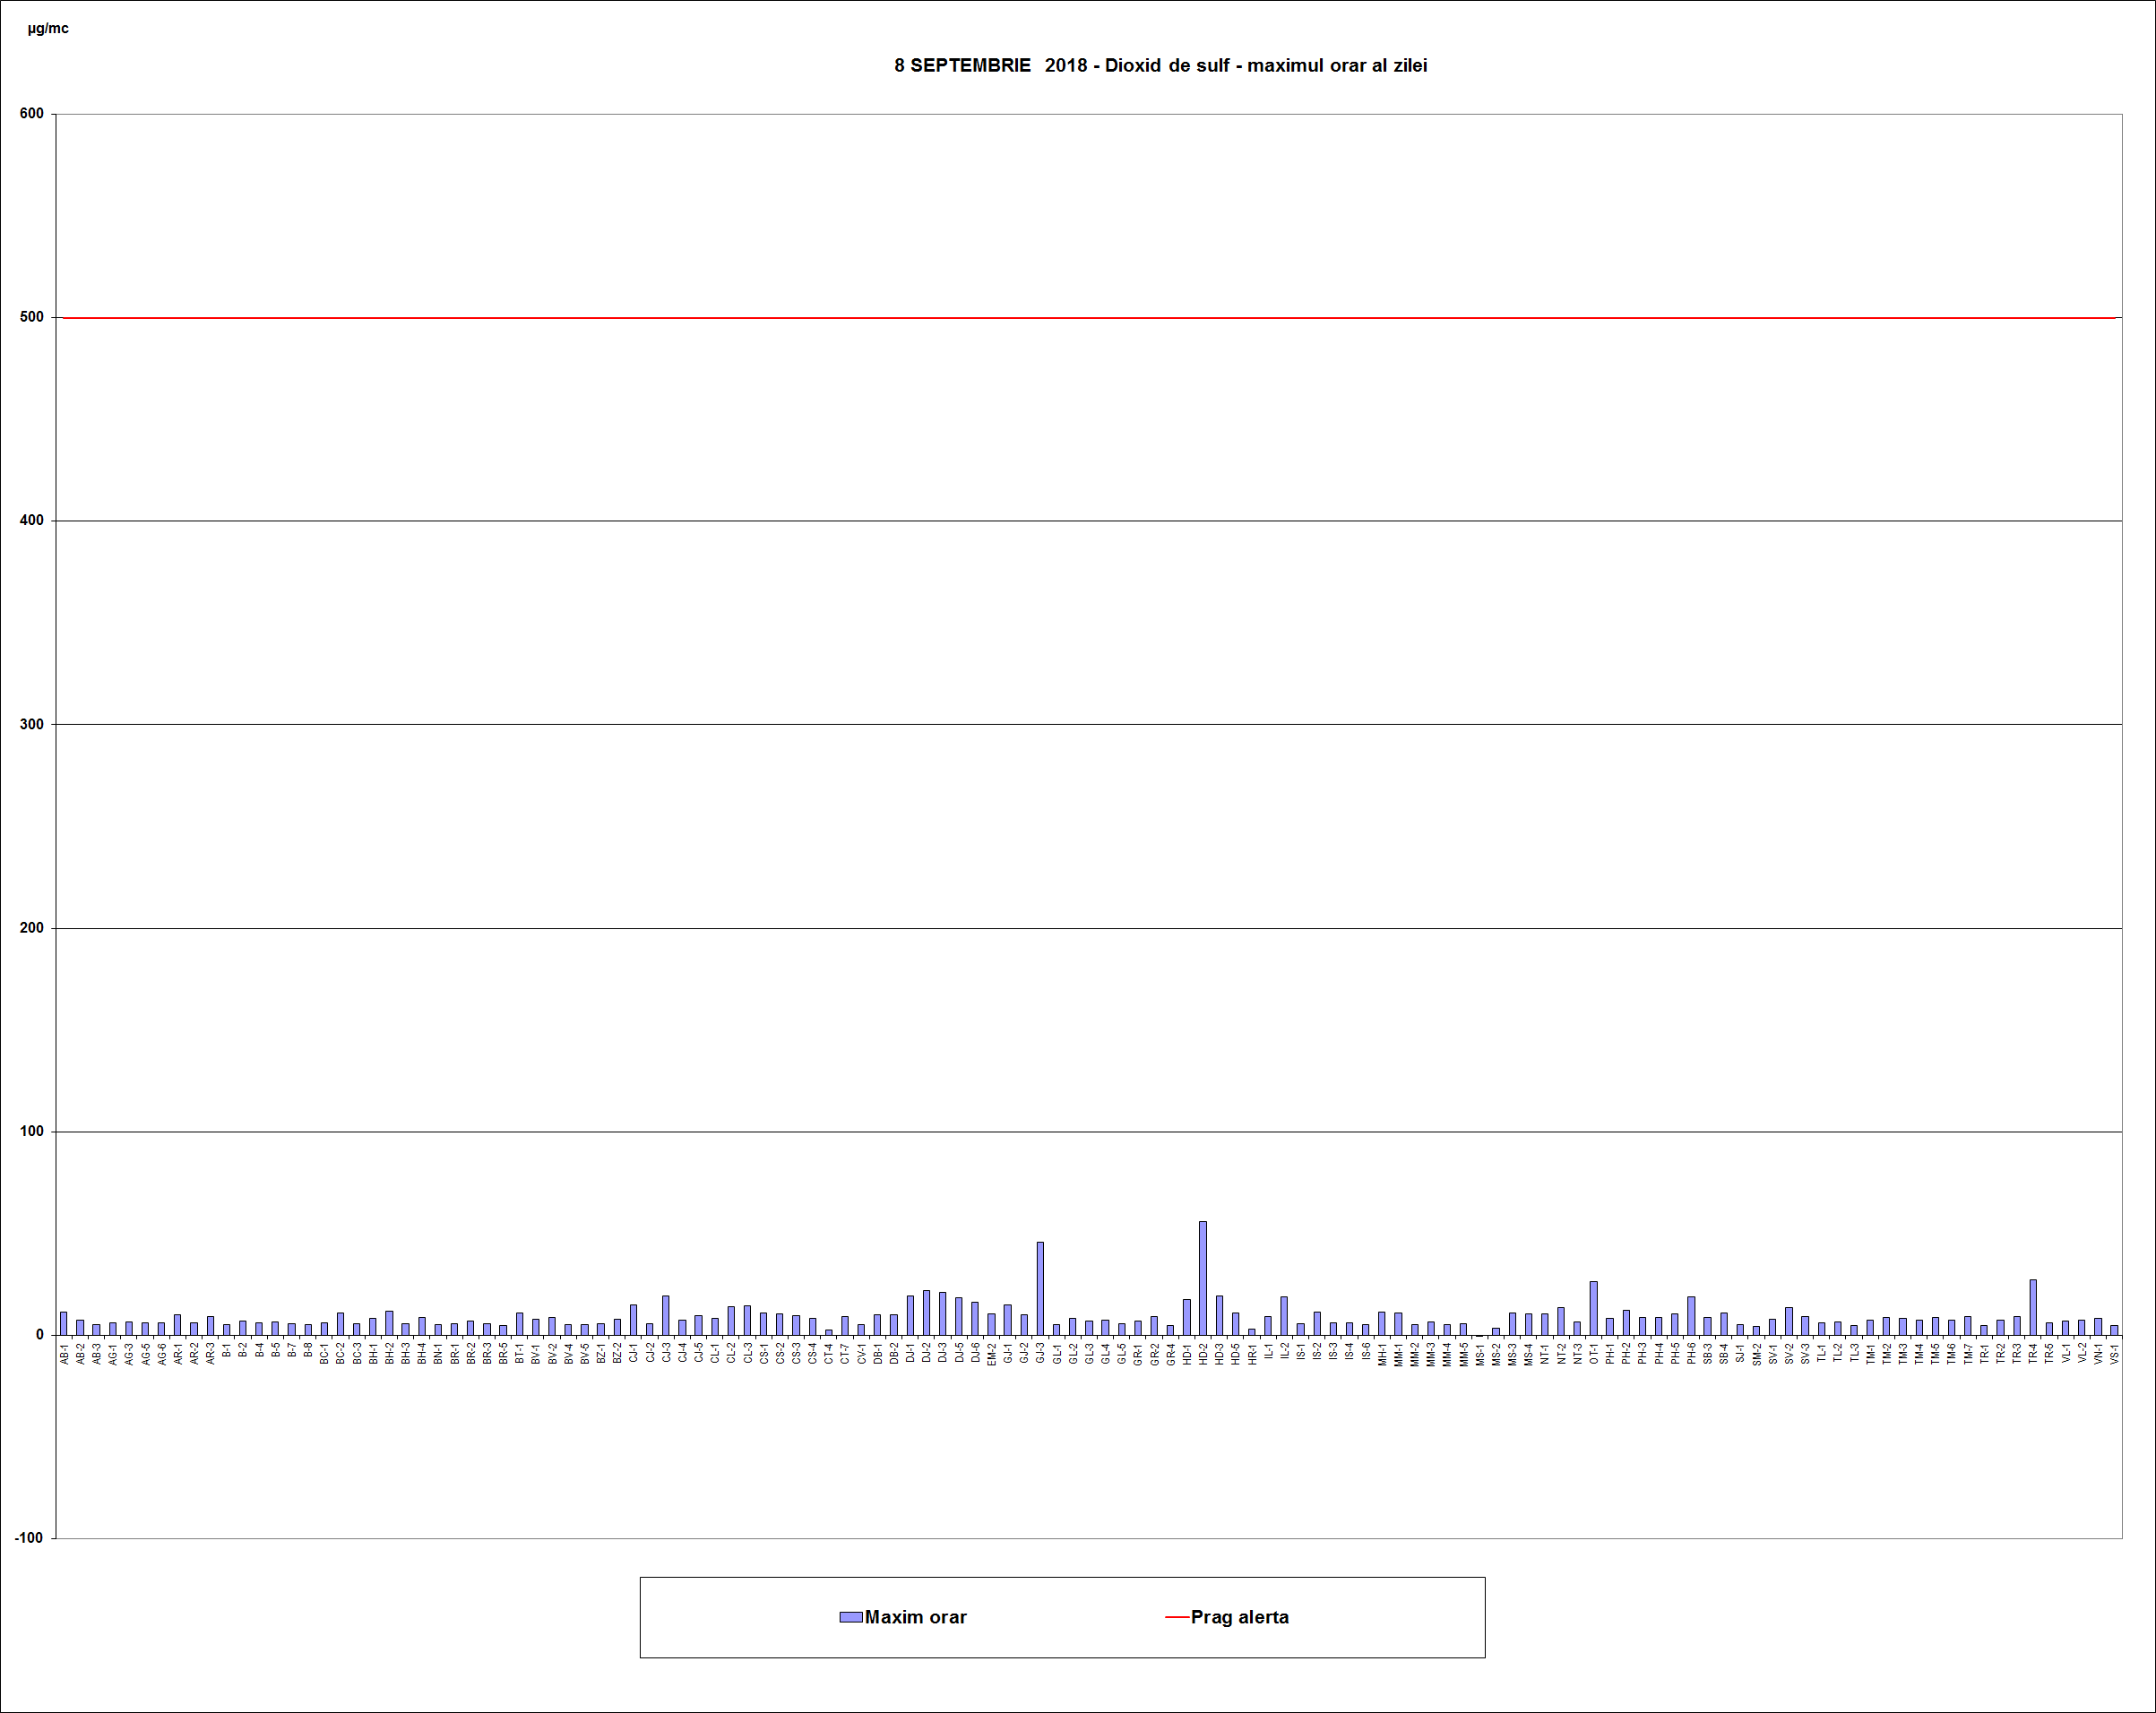 µg/mc
8 SEPTEMBRIE 2018 - Dioxid de sulf - maximul orar al zilei
600
500
400
300
200
100
0
-100
AB-1 AB-2 AB-3 AG-1 AG-3 AG-5 AG-6 AR-1 AR-2 AR-3 B-1 B-2 B-4 B-5 B-7 B-8 BC-1 BC-2 BC-3 BH-1 BH-2 BH-3 BH-4 BN-1 BR-1 BR-2 BR-3 BR-5 BT-1 BV-1 BV-2 BV-4 BV-5 BZ-1 BZ-2 CJ-1 CJ-2 CJ-3 CJ-4 CJ-5 CL-1 CL-2 CL-3 CS-1 CS-2 CS-3 CS-4 CT-4 CT-7 CV-1 DB-1 DB-2 DJ-1 DJ-2 DJ-3 DJ-5 DJ-6 EM-2 GJ-1 GJ-2 GJ-3 GL-1 GL-2 GL-3 GL-4 GL-5 GR-1 GR-2 GR-4 HD-1 HD-2 HD-3 HD-5 HR-1 IL-1 IL-2 IS-1 IS-2 IS-3 IS-4 IS-6 MH-1 MM-1 MM-2 MM-3 MM-4 MM-5 MS-1 MS-2 MS-3 MS-4 NT-1 NT-2 NT-3 OT-1 PH-1 PH-2 PH-3 PH-4 PH-5 PH-6 SB-3 SB-4 SJ-1 SM-2 SV-1 SV-2 SV-3 TL-1 TL-2 TL-3 TM-1 TM-2 TM-3 TM-4 TM-5 TM-6 TM-7 TR-1 TR-2 TR-3 TR-4 TR-5 VL-1 VL-2 VN-1 VS-1
Maxim orar
Prag alerta